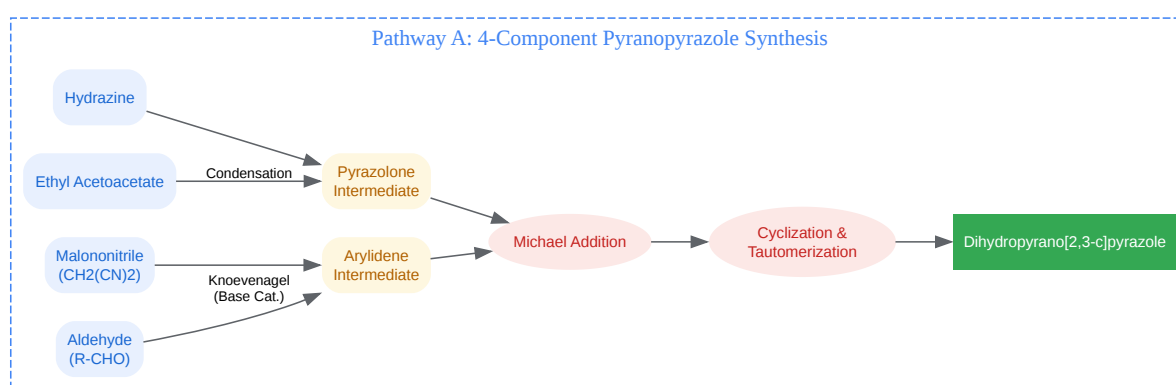 Pathway A: 4-Component Pyranopyrazole Synthesis
Hydrazine
Ethyl Acetoacetate
Condensation
Pyrazolone
Intermediate
Malononitrile
(CH2(CN)2)
Knoevenagel
(Base Cat.)
Arylidene
Intermediate
Aldehyde
(R-CHO)
Michael Addition
Cyclization &
Tautomerization
Dihydropyrano[2,3-c]pyrazole